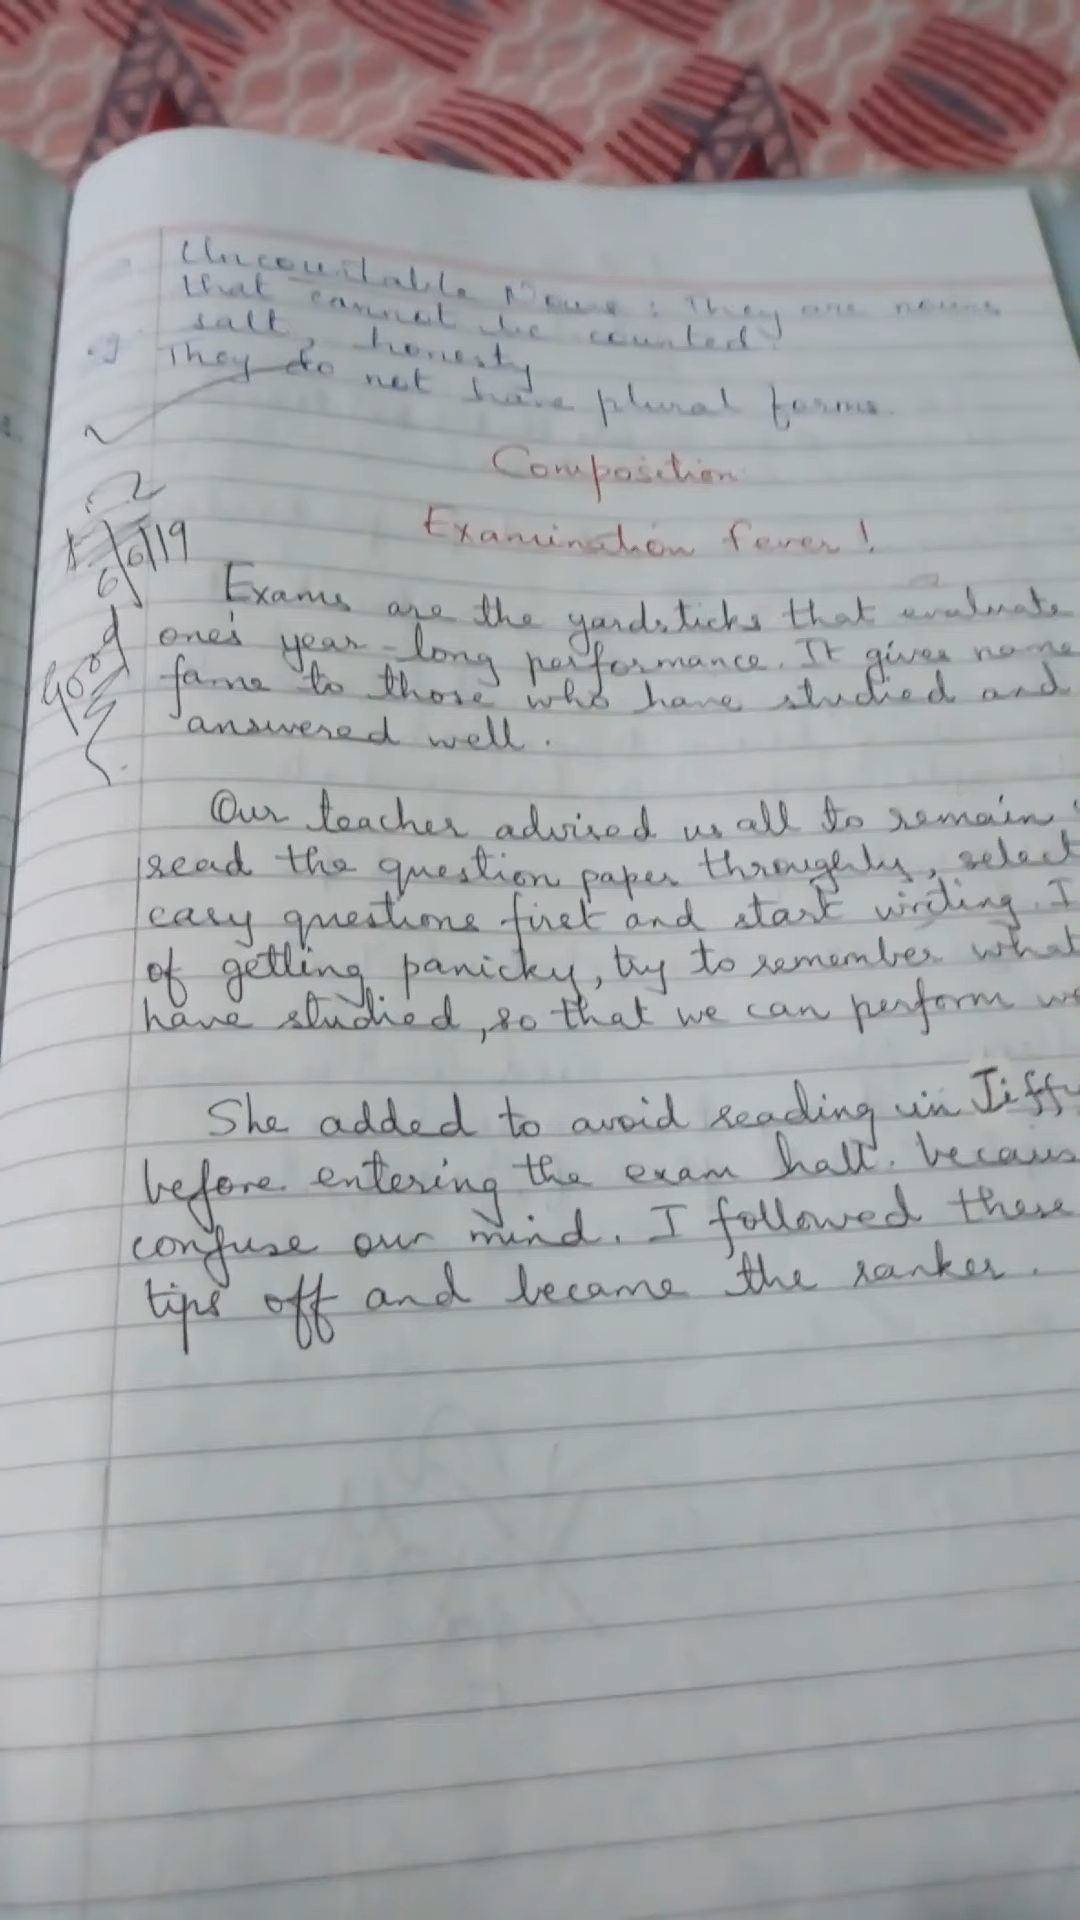 Uncountable Nouns : They are nouns
that cannot be counted.
eg salt, honesty
They do not have plural forms.
Composition
Examination fever !
6/6/19
Good
Exams are the yardsticks that evaluate
one's year-long performance. It gives name
fame to those who have studied and
answered well.
Our teacher advised us all to remain
read the question paper throughly, select
easy questions first and start writing. I
of getting panicky, try to remember what
have studied, so that we can perform we
She added to avoid reading in Jiffy
before entering the exam hall. becaus
confuse our mind. I followed these
tips off and became the ranker.